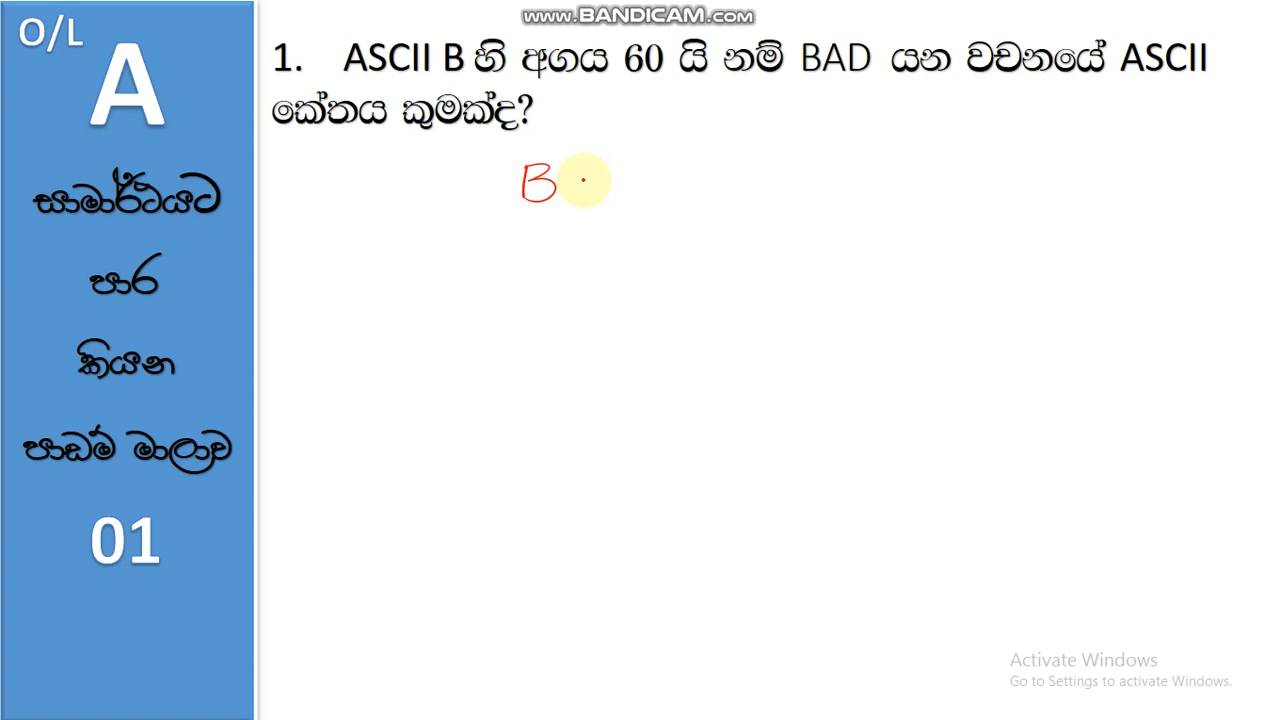 www.BANDICAM.com
O/L
A
සාමාර්ථයට
පාර
කියන
පාඩම් මාලාව
01
1. ASCII B හි අගය 60 යි නම් BAD යන වචනයේ ASCII
කේතය කුමක්ද?
B
Activate Windows
Go to Settings to activate Windows.